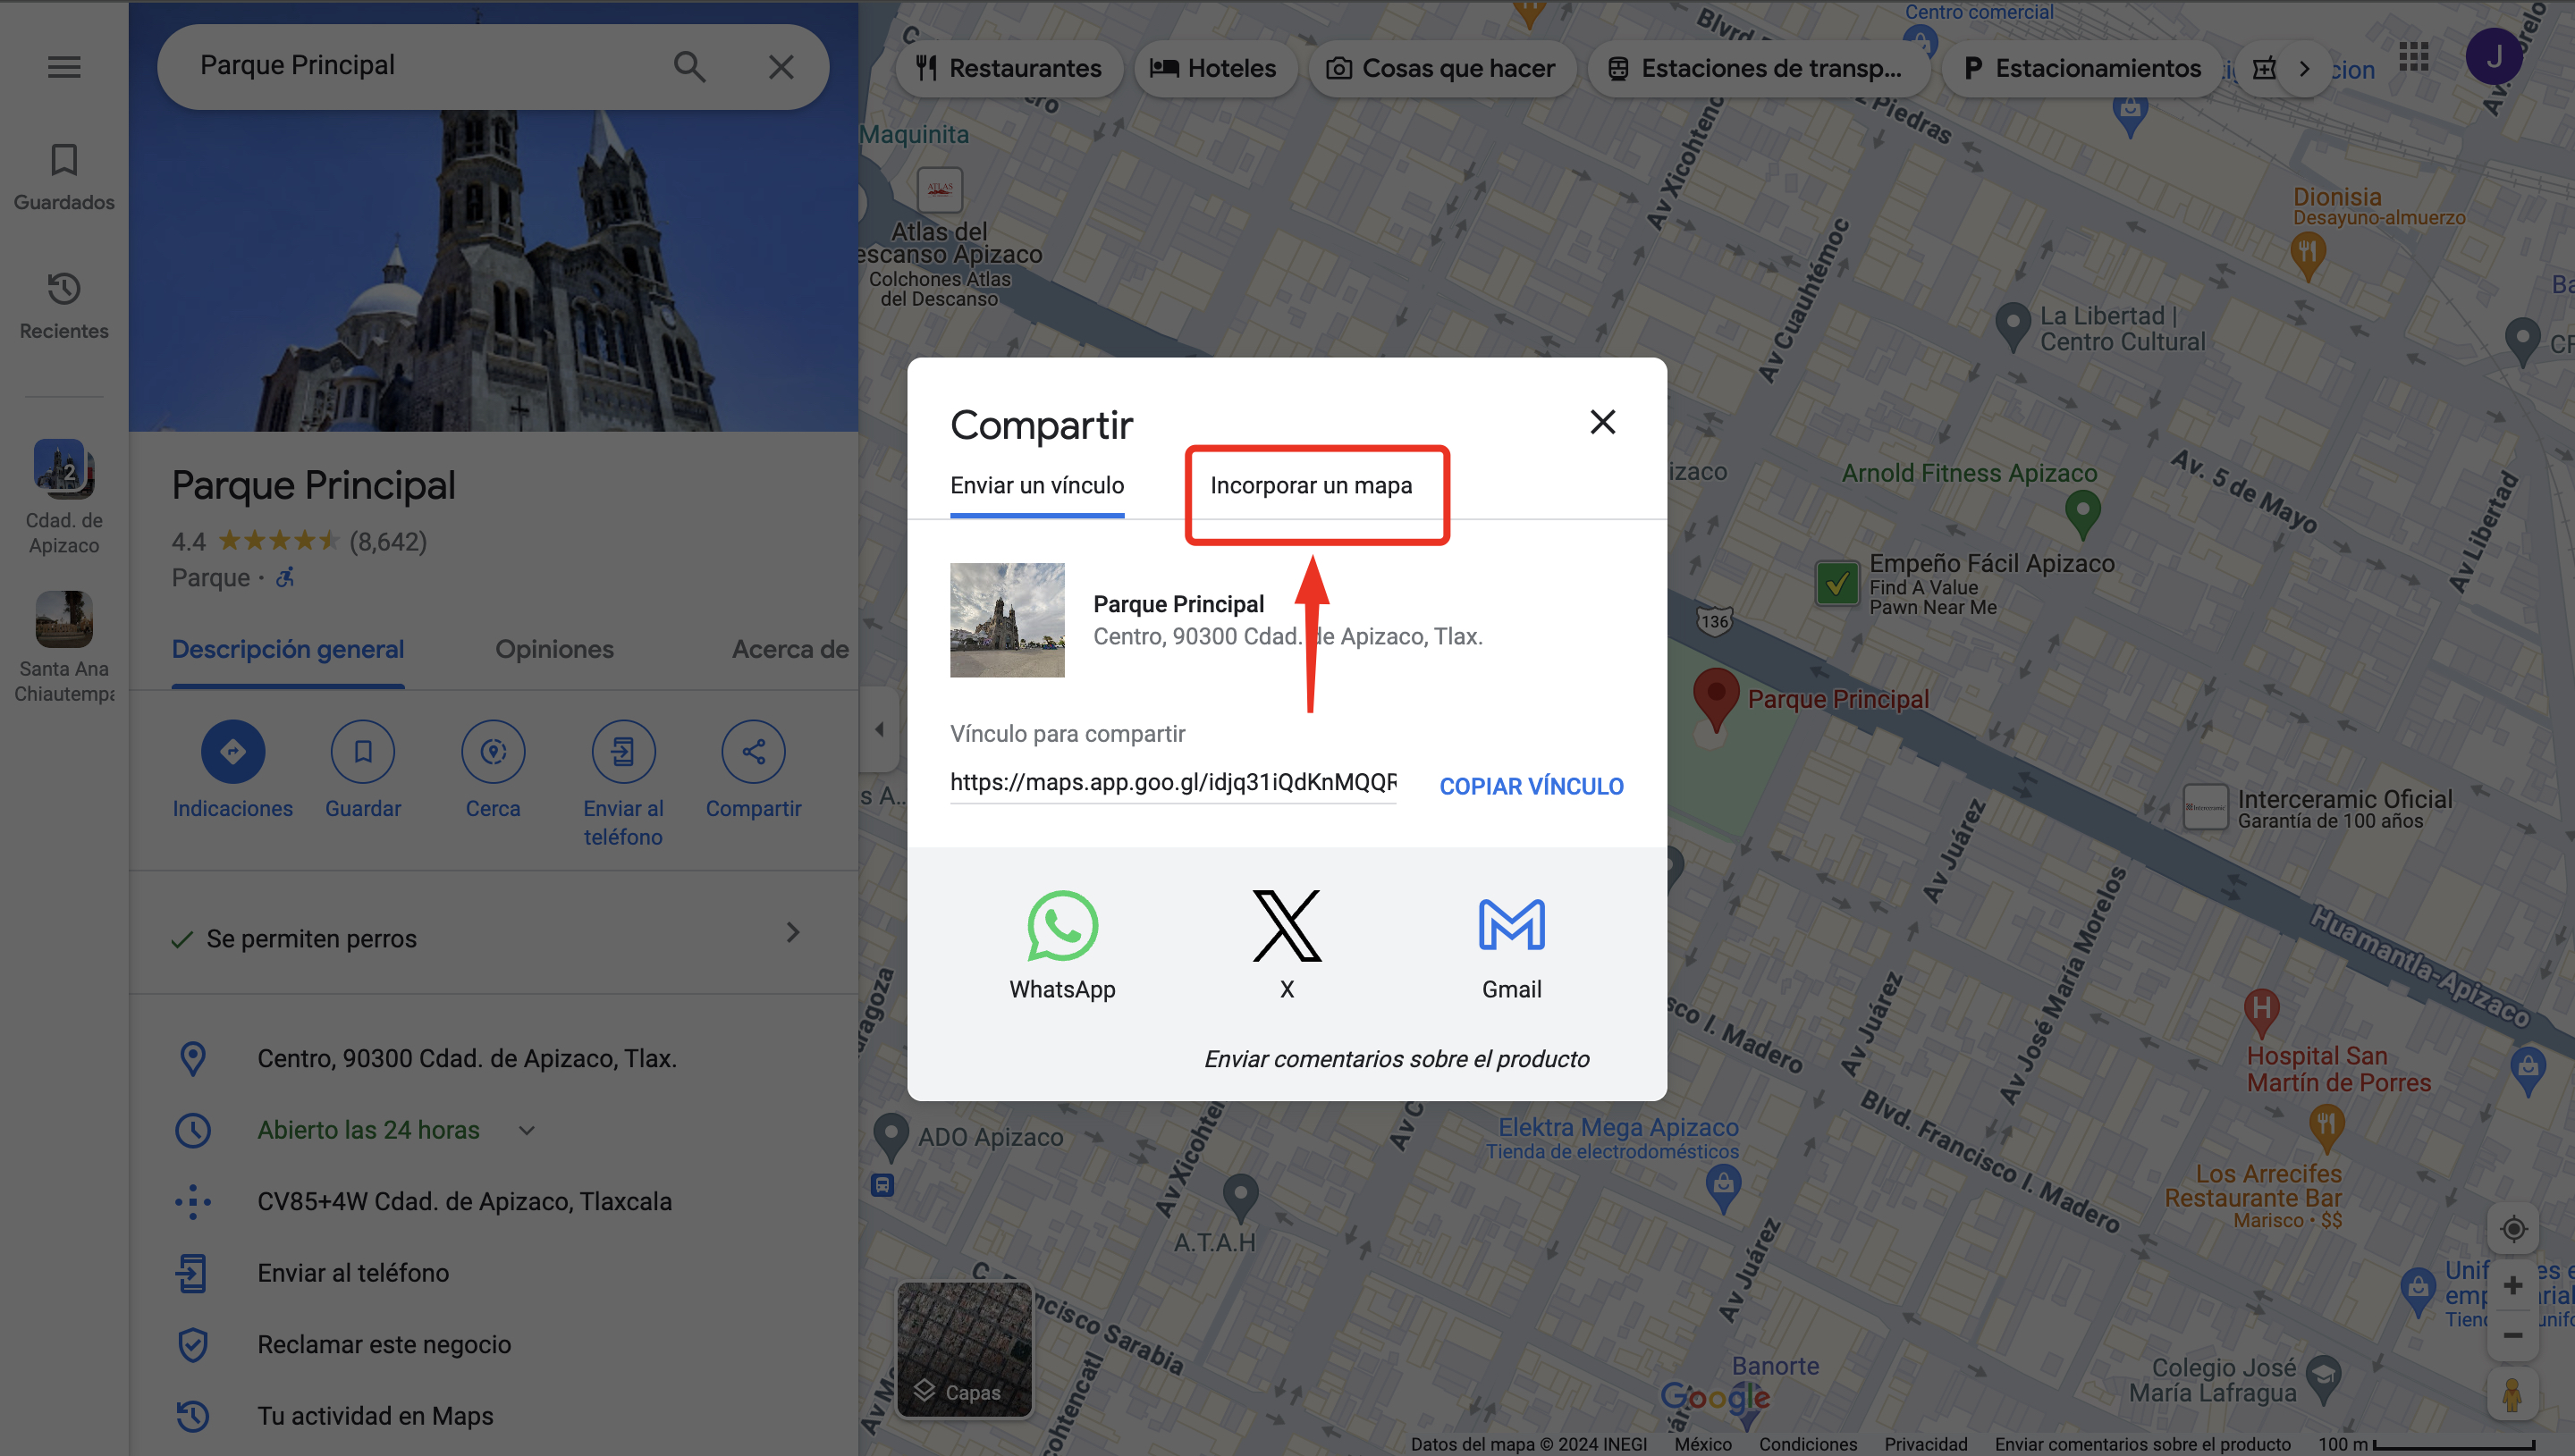 Parque Principal
Guardados
Recientes
2
Cdad. de
Apizaco
Santa Ana
Parque Principal
4.4
(8,642)
Parque ·
Descripción general
Opiniones
Acerca de
Indicaciones
Guardar
Cerca
Enviar al
teléfono
Compartir
Se permiten perros
Centro, 90300 Cdad. de Apizaco, Tlax.
Abierto las 24 horas
CV85+4W Cdad. de Apizaco, Tlaxcala
Enviar al teléfono
Reclamar este negocio
Tu actividad en Maps
Restaurantes
Hoteles
Cosas que hacer
Estaciones de transp...
P Estacionamientos
J
Compartir
Enviar un vínculo
Incorporar un mapa
Parque Principal
Centro, 90300 Cdad. de Apizaco, Tlax.
Vínculo para compartir
https://maps.app.goo.gl/idjq31iQdKnMQQR
COPIAR VÍNCULO
WhatsApp
X
Gmail
Enviar comentarios sobre el producto
Centro comercial
Maquinita
ATLAS
Atlas del
Apizaco
Colchones Atlas
del Descanso
Av Xicohtenc
Av Cuauhtémoc
Piedras
Dionisia
Desayuno-almuerzo
La Libertad |
Centro Cultural
Arnold Fitness Apizaco
Av. 5 de Mayo
Av Libertad
Empeño Fácil Apizaco
Find A Value
Pawn Near Me
136
Parque Principal
Interceramic Oficial
Garantía de 100 años
Av Juárez
Av José María Morelos
Huamantla-Apizaco
Av Juárez
H
Hospital San
Martín de Porres
Blvd. Francisco I. Madero
Elektra Mega Apizaco
Tienda de electrodomésticos
Los Arrecifes
Restaurante Bar
Marisco · $$
ADO Apizaco
A.T.A.H
Av Juárez
Sarabia
Capas
Banorte
Google
Colegio José
María Lafragua
Datos del mapa © 2024 INEGI
México
Condiciones
Privacidad
Enviar comentarios sobre el producto
100 m